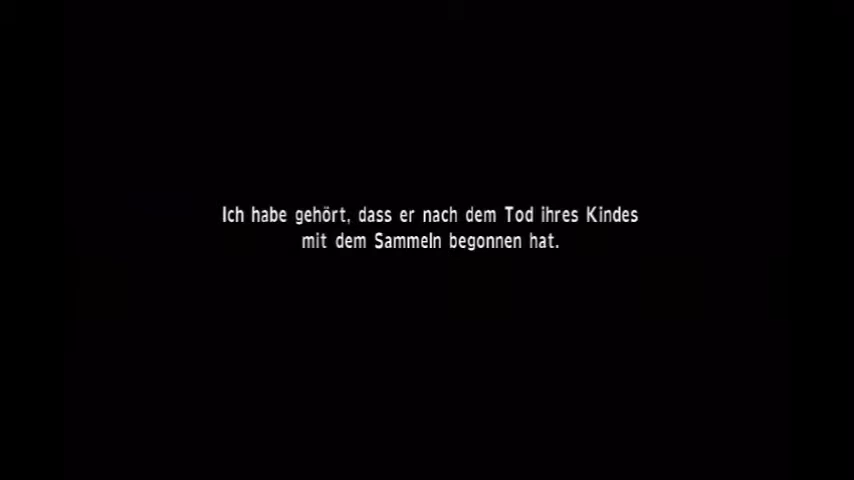 Ich habe gehört, dass er nach dem Tod ihres Kindes
mit dem Sammeln begonnen hat.